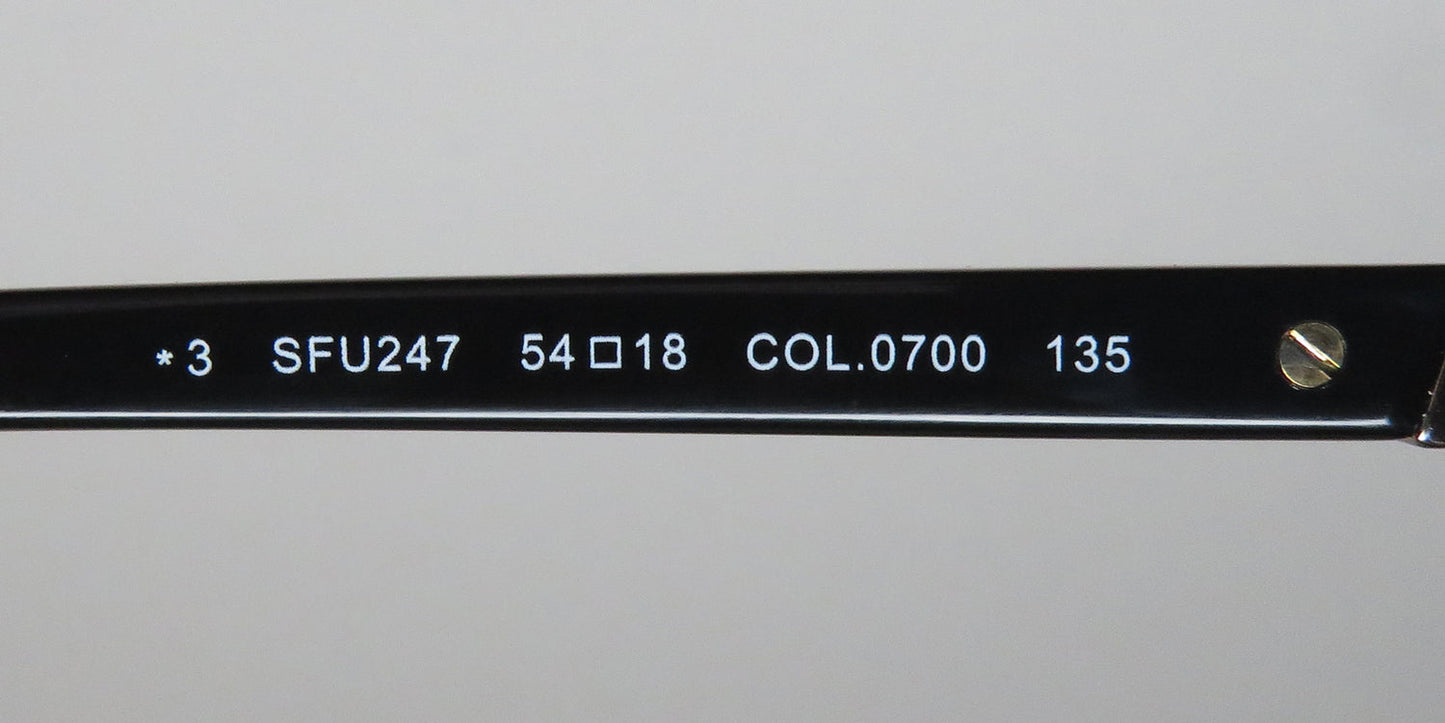 * 3 SFU247 54□18 COL.0700 135